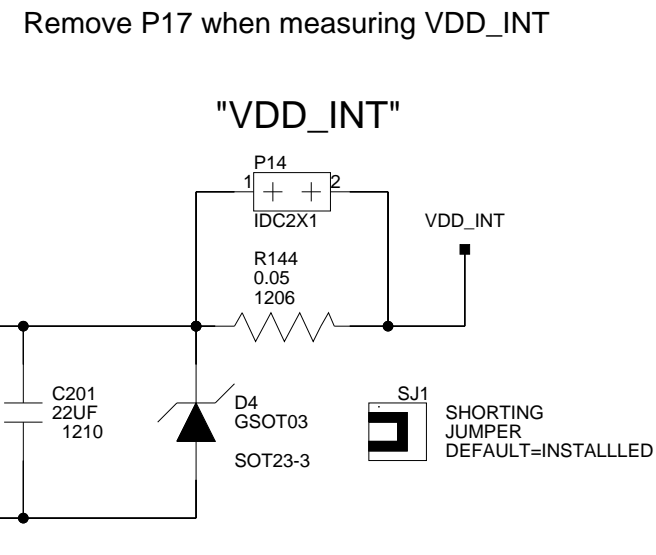 Remove P17 when measuring VDD_INT
"VDD_INT"
P14
1
2
IDC2X1
VDD_INT
R144
0.05
1206
C201
22UF
1210
D4
GSOT03
SOT23-3
SJ1
SHORTING
JUMPER
DEFAULT=INSTALLLED